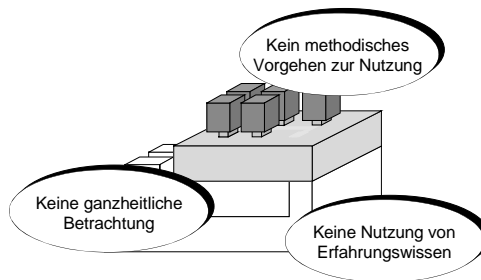 Kein methodisches
Vorgehen zur Nutzung
Keine ganzheitliche
Betrachtung
Keine Nutzung von
Erfahrungswissen